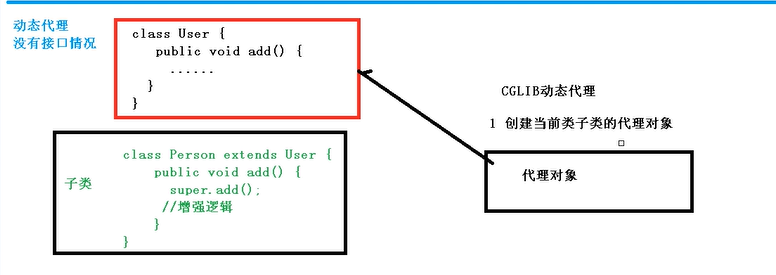 动态代理
没有接口情况
class User {
public void add() {
......
}
}
子类
class Person extends User {
public void add() {
super.add();
//增强逻辑
}
}
CGLIB动态代理
1 创建当前类子类的代理对象
代理对象